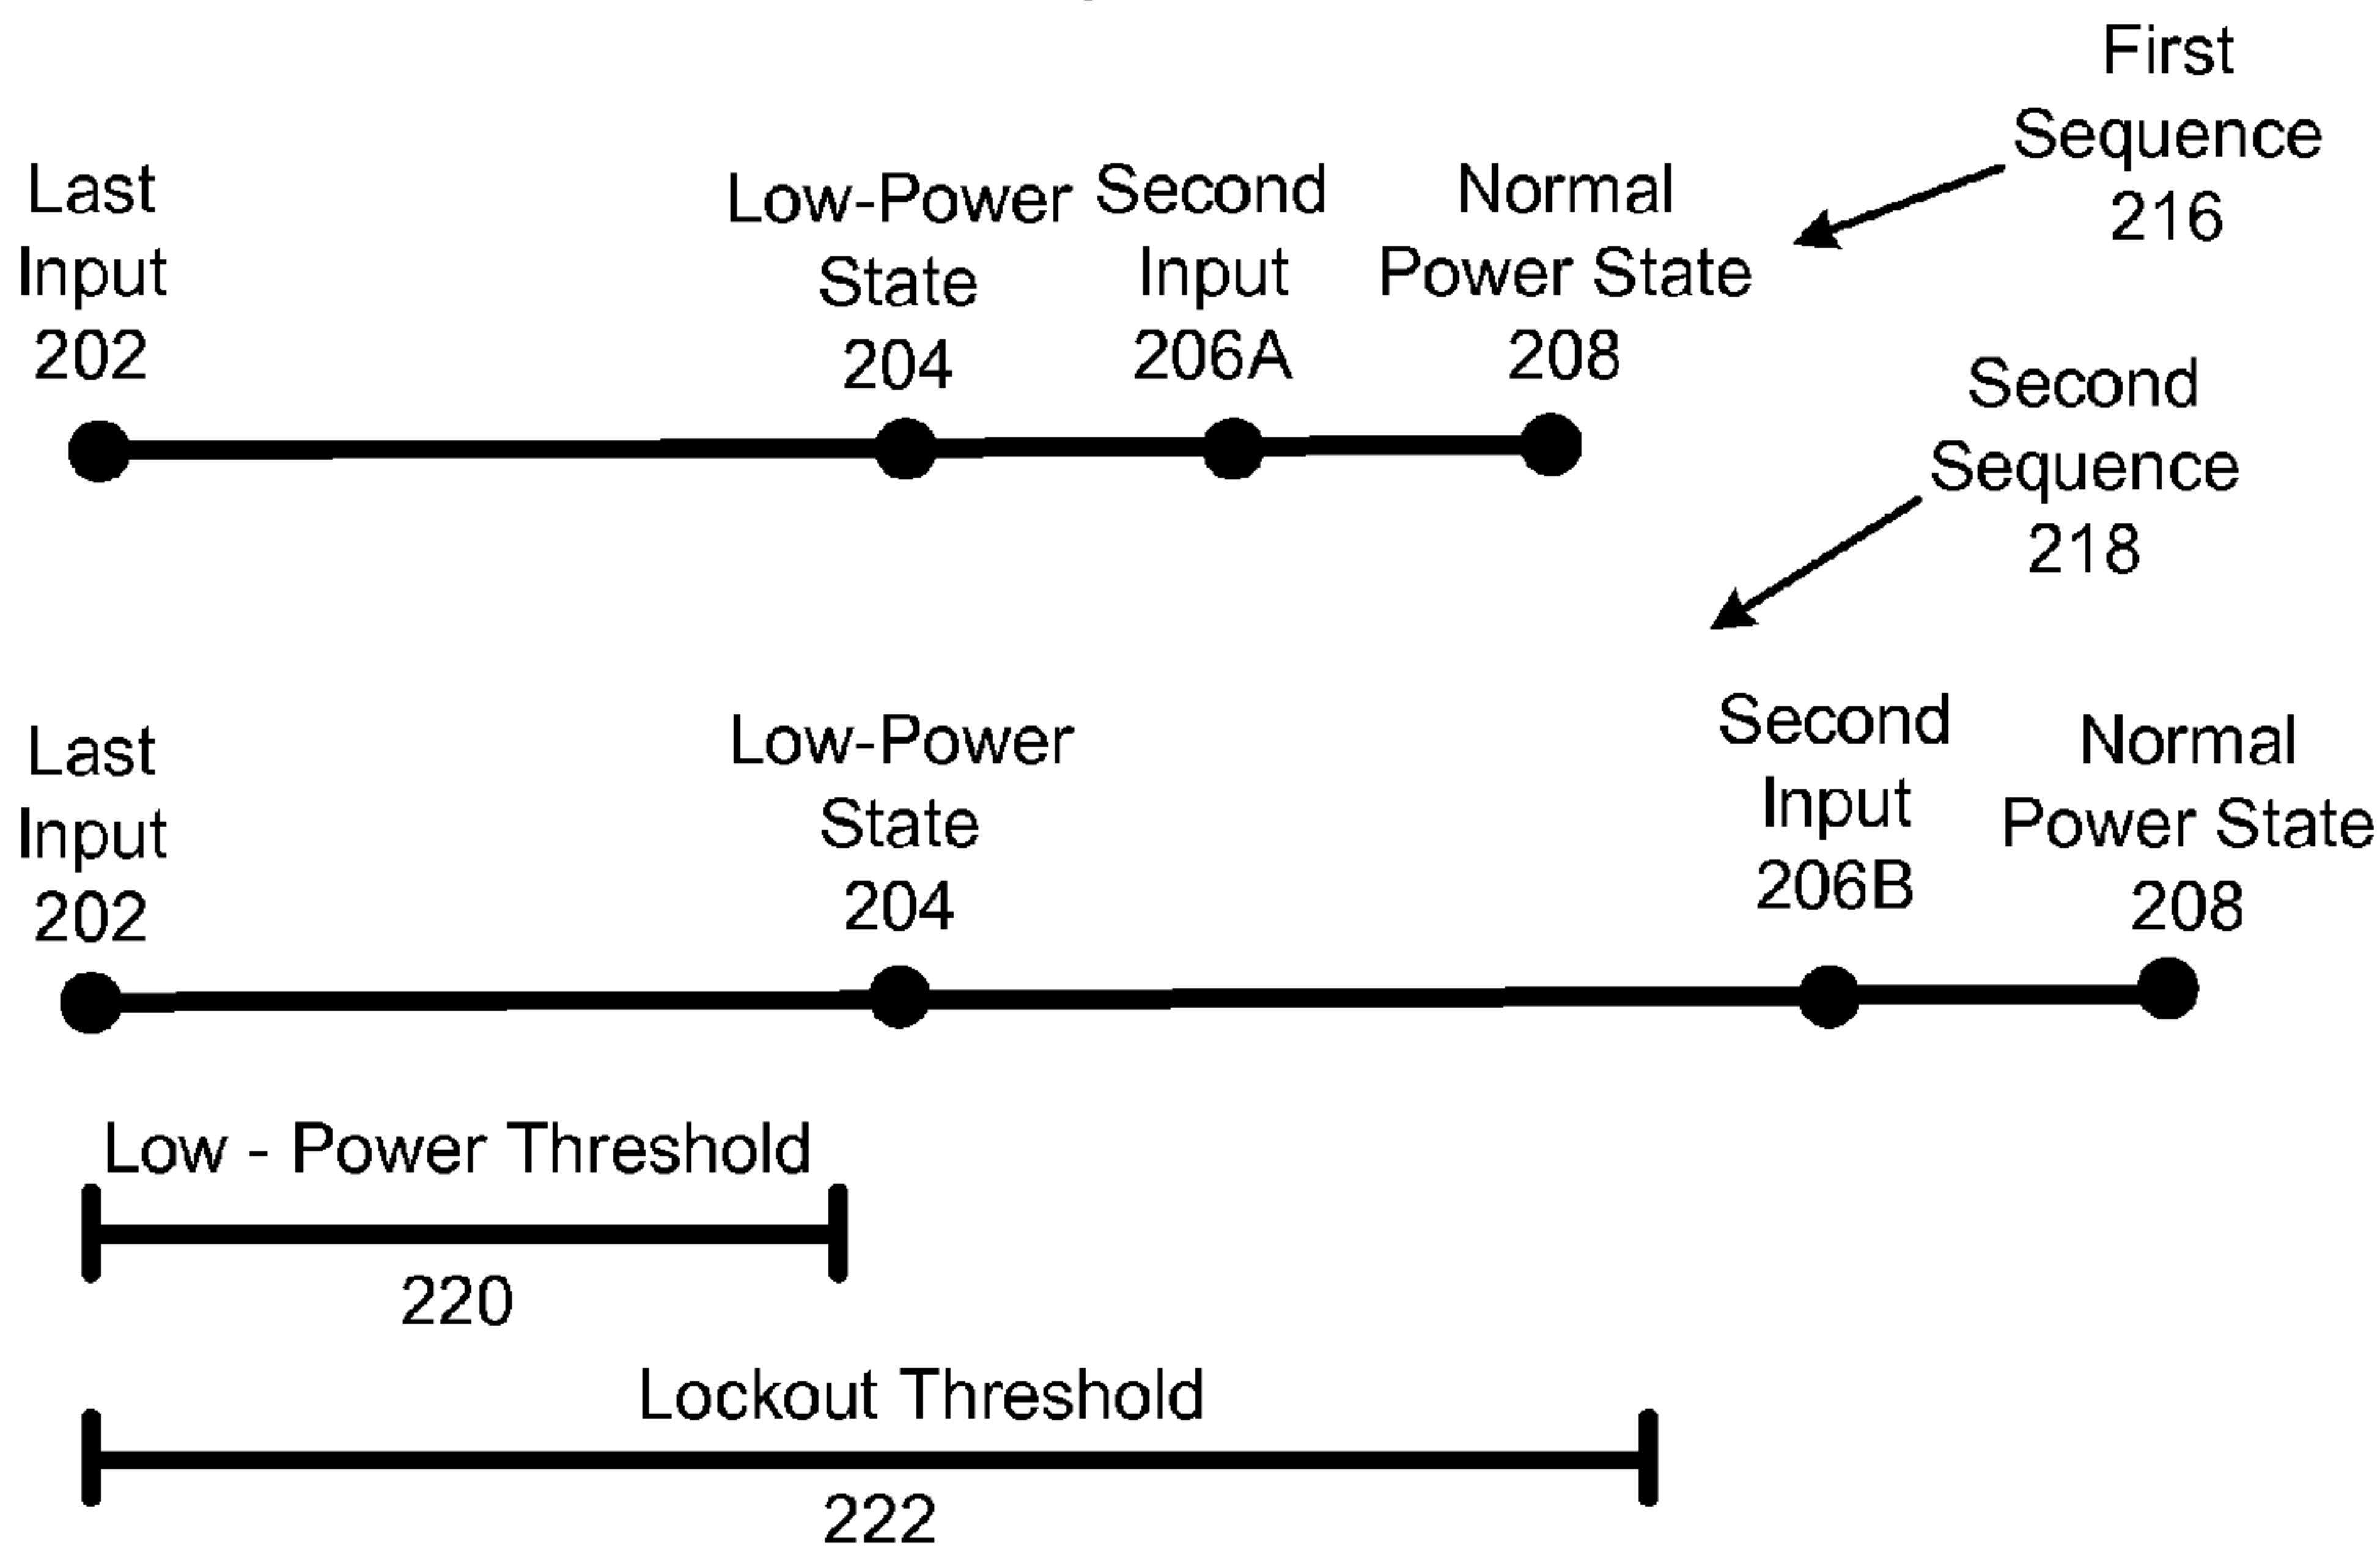 First
Sequence
216
Last
Input
202
Low-Power
State
204
Second
Input
206A
Normal
Power State
208
Second
Sequence
218
Last
Input
202
Low-Power
State
204
Second
Input
206B
Normal
Power State
208
Low - Power Threshold
220
Lockout Threshold
222